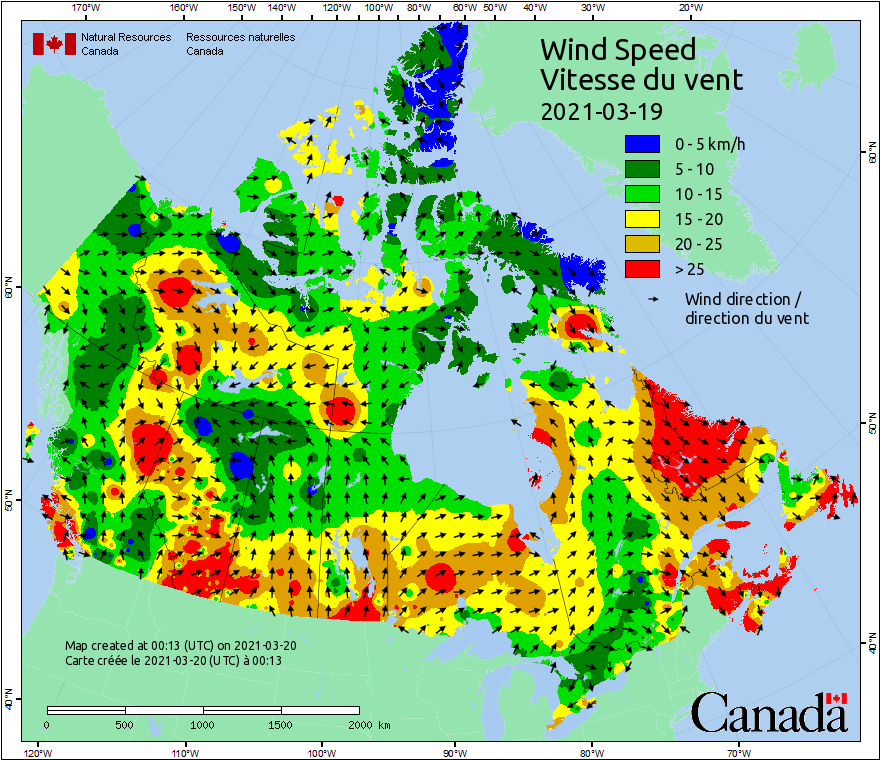 170°W 160°W 150°W 140°W 120°W 100°W 80°W 60°W 50°W 40°W 30°W 20°W
Natural Resources Ressources naturelles
Canada Canada
Wind Speed
Vitesse du vent
2021-03-19
0 - 5 km/h
5 - 10
10 - 15
15 - 20
20 - 25
> 25
Wind direction /
direction du vent
60°N 60°N
50°N 50°N
40°N 40°N
Map created at 00:13 (UTC) on 2021-03-20
Carte créée le 2021-03-20 (UTC) à 00:13
0 500 1000 1500 2000 km
Canada
120°W 110°W 100°W 90°W 80°W 70°W